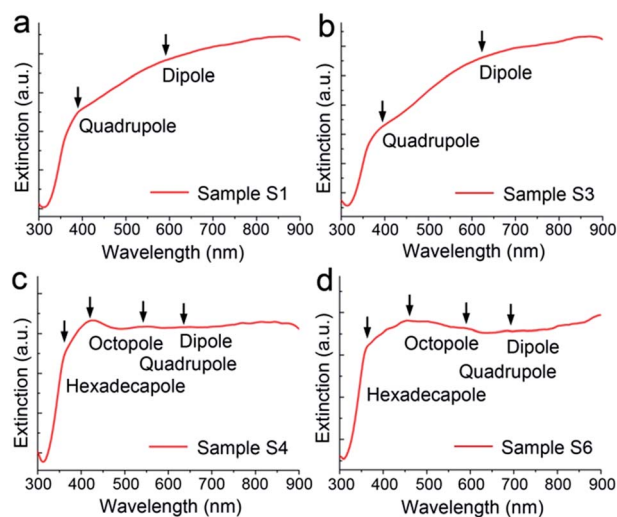 a
Extinction (a.u.)
Dipole
Quadrupole
Sample S1
300 400 500 600 700 800 900
Wavelength (nm)
b
Extinction (a.u.)
Dipole
Quadrupole
Sample S3
300 400 500 600 700 800 900
Wavelength (nm)
c
Extinction (a.u.)
Octopole
Dipole
Quadrupole
Hexadecapole
Sample S4
300 400 500 600 700 800 900
Wavelength (nm)
d
Extinction (a.u.)
Octopole
Dipole
Quadrupole
Hexadecapole
Sample S6
300 400 500 600 700 800 900
Wavelength (nm)